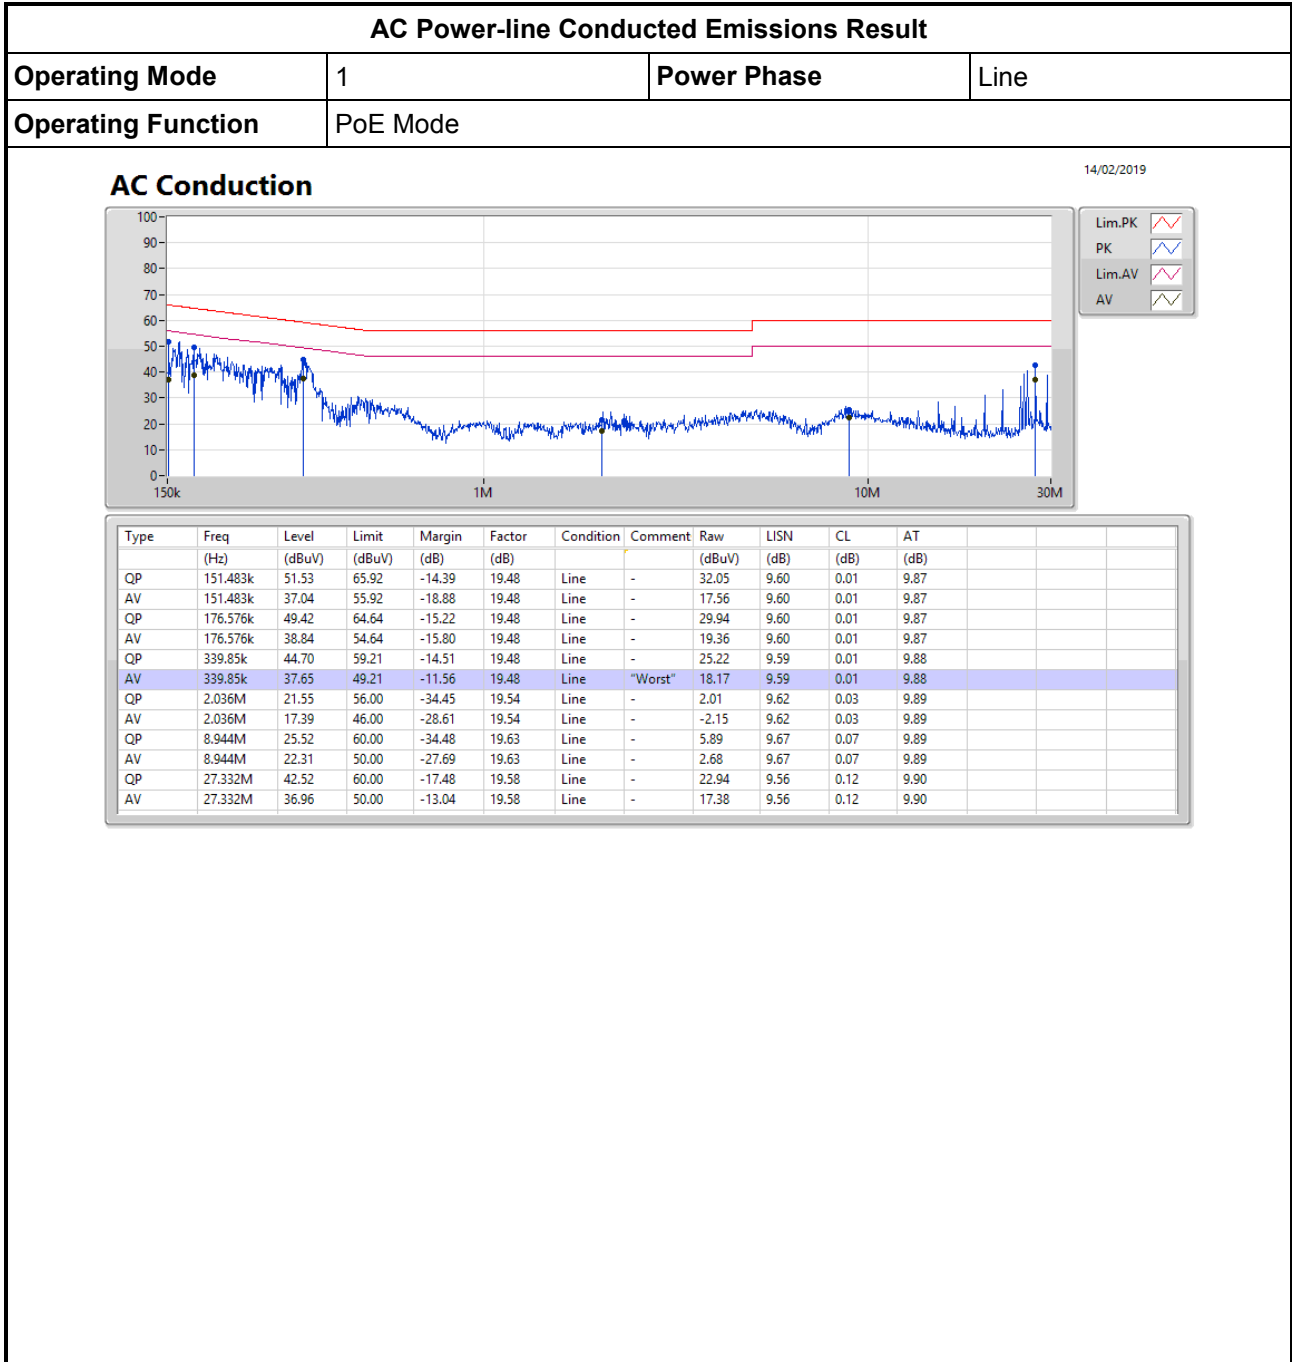 AC Power-line Conducted Emissions Result
Operating Mode 1 Power Phase Line
Operating Function PoE Mode
14/02/2019
AC Conduction
100
90
80
70
60
50
40
30
20
10
0
150k 1M 10M 30M
Lim.PK
PK
Lim.AV
AV
Type Freq Level Limit Margin Factor Condition Comment Raw LISN CL AT
(Hz) (dBuV) (dBuV) (dB) (dB) (dBuV) (dB) (dB) (dB)
QP 151.483k 51.53 65.92 -14.39 19.48 Line - 32.05 9.60 0.01 9.87
AV 151.483k 37.04 55.92 -18.88 19.48 Line - 17.56 9.60 0.01 9.87
QP 176.576k 49.42 64.64 -15.22 19.48 Line - 29.94 9.60 0.01 9.87
AV 176.576k 38.84 54.64 -15.80 19.48 Line - 19.36 9.60 0.01 9.87
QP 339.85k 44.70 59.21 -14.51 19.48 Line - 25.22 9.59 0.01 9.88
AV 339.85k 37.65 49.21 -11.56 19.48 Line "Worst" 18.17 9.59 0.01 9.88
QP 2.036M 21.55 56.00 -34.45 19.54 Line - 2.01 9.62 0.03 9.89
AV 2.036M 17.39 46.00 -28.61 19.54 Line - -2.15 9.62 0.03 9.89
QP 8.944M 25.52 60.00 -34.48 19.63 Line - 5.89 9.67 0.07 9.89
AV 8.944M 22.31 50.00 -27.69 19.63 Line - 2.68 9.67 0.07 9.89
QP 27.332M 42.52 60.00 -17.48 19.58 Line - 22.94 9.56 0.12 9.90
AV 27.332M 36.96 50.00 -13.04 19.58 Line - 17.38 9.56 0.12 9.90